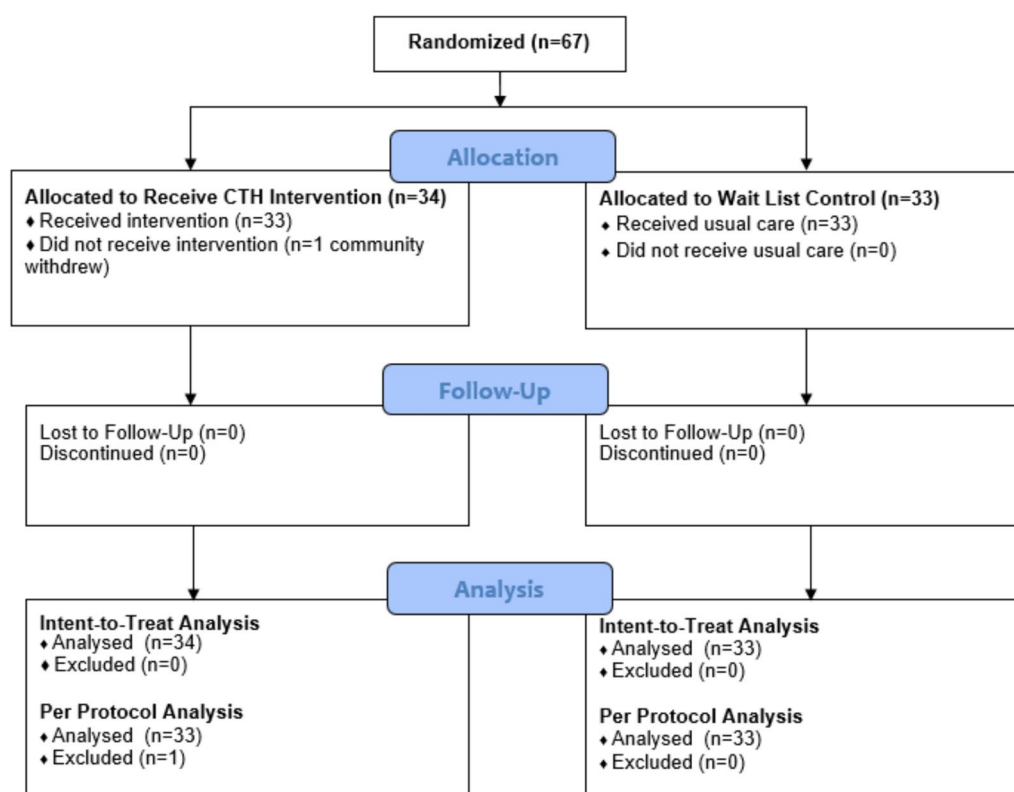 Randomized (n=67)
Allocation
Allocated to Receive CTH Intervention (n=34)
♦ Received intervention (n=33)
♦ Did not receive intervention (n=1 community
withdrew)
Allocated to Wait List Control (n=33)
♦ Received usual care (n=33)
♦ Did not receive usual care (n=0)
Follow-Up
Lost to Follow-Up (n=0)
Discontinued (n=0)
Lost to Follow-Up (n=0)
Discontinued (n=0)
Analysis
Intent-to-Treat Analysis
♦ Analysed (n=34)
♦ Excluded (n=0)
Per Protocol Analysis
♦ Analysed (n=33)
♦ Excluded (n=1)
Intent-to-Treat Analysis
♦ Analysed (n=33)
♦ Excluded (n=0)
Per Protocol Analysis
♦ Analysed (n=33)
♦ Excluded (n=0)